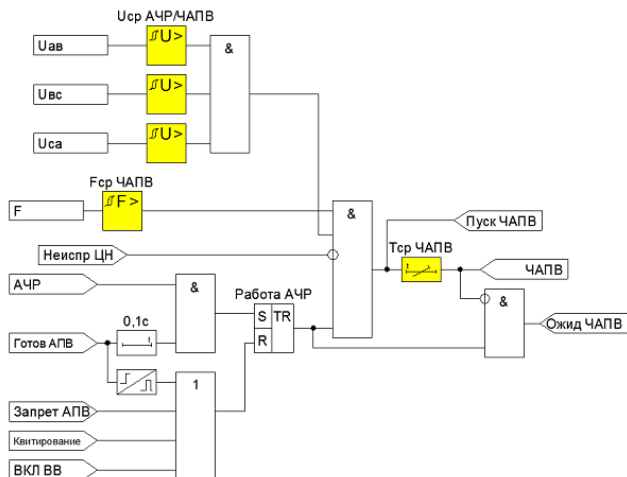 Uср АЧР/ЧАПВ
Uав
U>
&
Uвс
U>
Uса
U>
Fср ЧАПВ
F
F>
&
Пуск ЧАПВ
Неиспр ЦН
Тср ЧАПВ
t
ЧАПВ
АЧР
&
Работа АЧР
&
0,1с
S TR
Ожид ЧАПВ
Готов АПВ
t
R
1
Запрет АПВ
Квитирование
ВКЛ ВВ